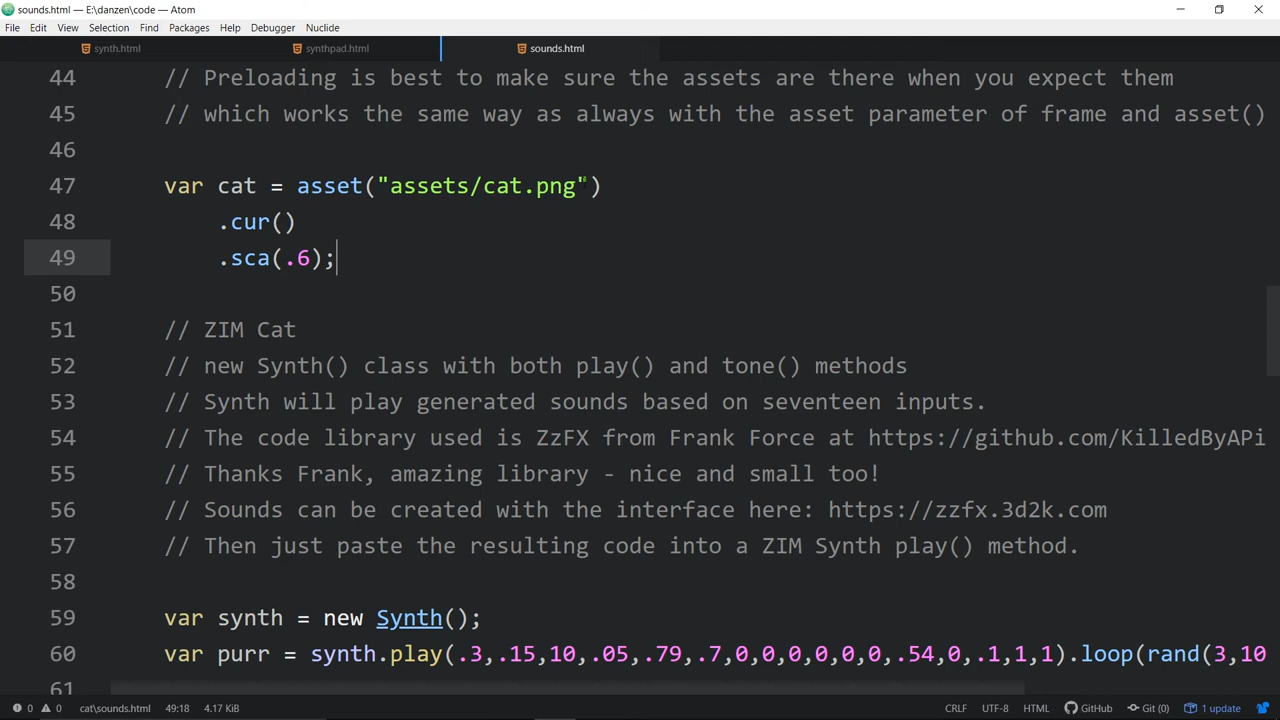 sounds.html — E:\danzen\code — Atom
File Edit View Selection Find Packages Help Debugger Nuclide
synth.html synthpad.html sounds.html
44 // Preloading is best to make sure the assets are there when you expect them
45 // which works the same way as always with the asset parameter of frame and asset()
46
47 var cat = asset("assets/cat.png")
48 .cur()
49 .sca(.6);
50
51 // ZIM Cat
52 // new Synth() class with both play() and tone() methods
53 // Synth will play generated sounds based on seventeen inputs.
54 // The code library used is ZzFX from Frank Force at https://github.com/KilledByAPi
55 // Thanks Frank, amazing library - nice and small too!
56 // Sounds can be created with the interface here: https://zzfx.3d2k.com
57 // Then just paste the resulting code into a ZIM Synth play() method.
58
59 var synth = new Synth();
60 var purr = synth.play(.3,.15,10,.05,.79,.7,0,0,0,0,0,0,.54,0,.1,1,1).loop(rand(3,10
61
0 0 cat\sounds.html 49:18 4.17 KiB CRLF UTF-8 HTML GitHub Git (0) 1 update